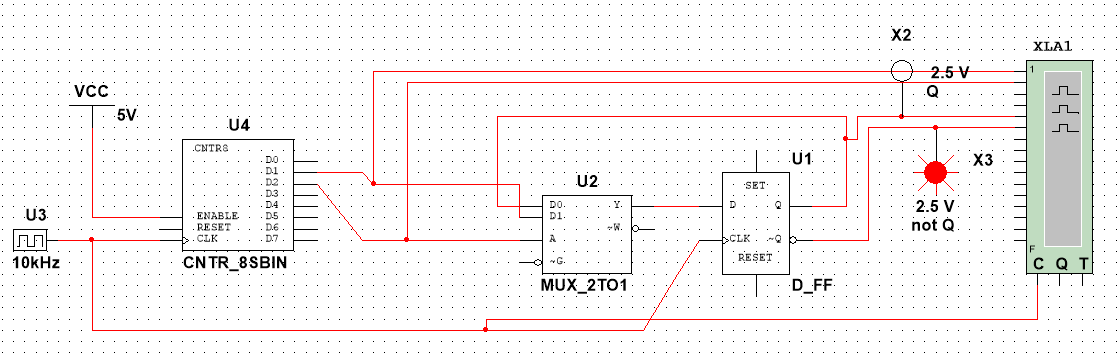 X2
XLA1
1
2.5 V
Q
VCC
5V
U4
CNTR8
D0
D1
D2
D3
D4
D5
D6
D7
ENABLE
RESET
CLK
CNTR_8SBIN
U3
10kHz
U2
D0
D1
A
~G
Y
~W
MUX_2TO1
U1
SET
D
Q
CLK
~Q
RESET
D_FF
X3
2.5 V
not Q
F
C Q T